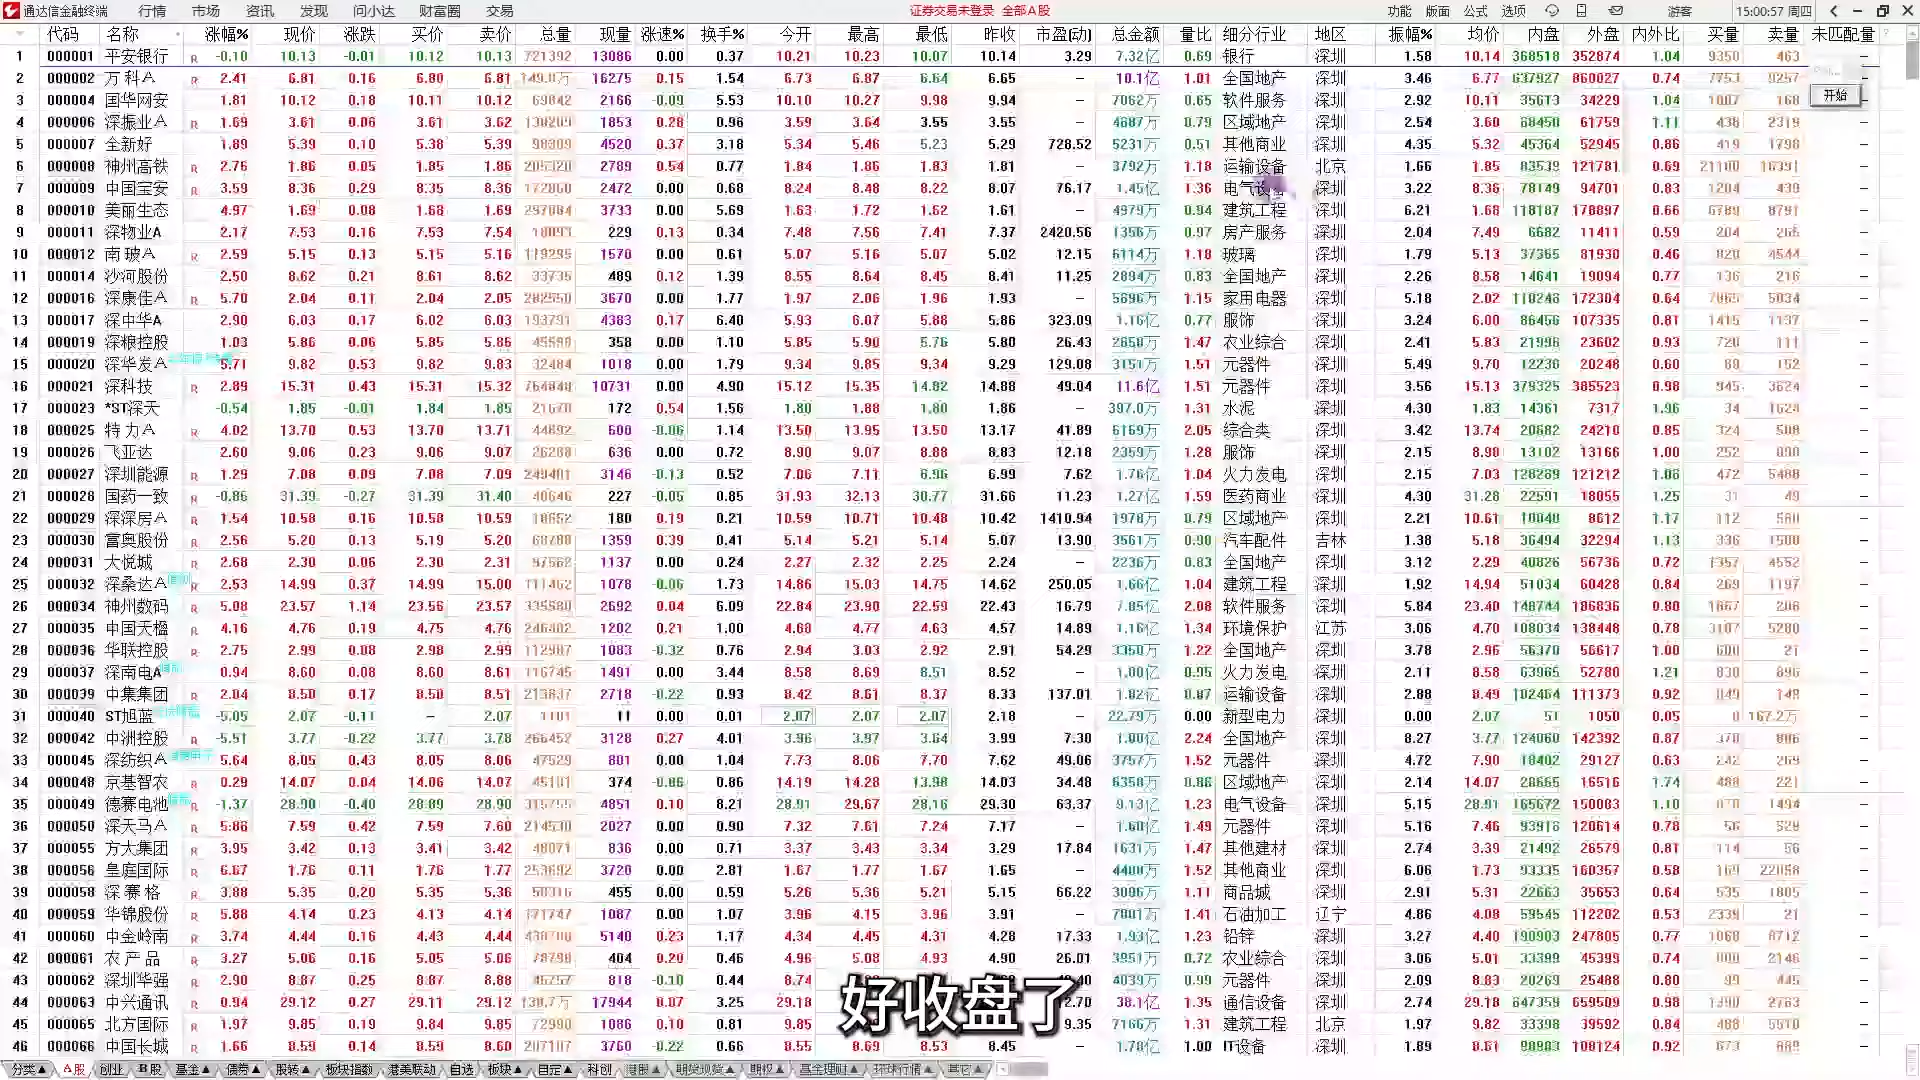 通达信金融终端 行情 市场 资讯 发现 问小达 财富圈 交易 证券交易未登录 全部A股 功能 版面 公式 选项 游客 15:00:57 周四
代码 名称 涨幅% 现价 涨跌 买价 卖价 总量 现量 涨速% 换手% 今开 最高 最低 昨收 市盈(动) 总金额 量比 细分行业 地区 振幅% 均价 内盘 外盘 内外比 买量 卖量 未匹配量
1 000001 平安银行 R -0.10 10.13 -0.01 10.12 10.13 721392 13086 0.00 0.37 10.21 10.23 10.07 10.14 3.29 7.32亿 0.69 银行 深圳 1.58 10.14 368518 352874 1.04 9350 463 –
2 000002 万科A R 2.41 6.81 0.16 6.80 6.81 16275 0.15 1.54 6.73 6.87 6.64 6.65 – 10.1亿 1.01 全国地产 深圳 3.46 6.77 637927 860027 0.74 7753 9257 –
开始
3 000004 国华网安 1.81 10.12 0.18 10.11 10.12 69842 2166 -0.09 5.53 10.10 10.27 9.98 9.94 – 7062万 0.65 软件服务 深圳 2.92 10.11 35613 34229 1.04 1007 168 –
4 000006 深振业A R 1.69 3.61 0.06 3.61 3.62 130209 1853 0.28 0.96 3.59 3.64 3.55 3.55 – 4687万 0.79 区域地产 深圳 2.54 3.60 68450 61759 1.11 438 2319 –
5 000007 全新好 1.89 5.39 0.10 5.38 5.39 98309 4520 0.37 3.18 5.34 5.46 5.23 5.29 728.52 5231万 0.51 其他商业 深圳 4.35 5.32 45364 52945 0.86 419 1798 –
6 000008 神州高铁 R 2.76 1.86 0.05 1.85 1.86 205320 2789 0.54 0.77 1.84 1.86 1.83 1.81 – 3792万 1.18 运输设备 北京 1.66 1.85 83539 121781 0.69 21100 16391 –
7 000009 中国宝安 R 3.59 8.36 0.29 8.35 8.36 172860 2472 0.00 0.68 8.24 8.48 8.22 8.07 76.17 1.45亿 1.36 电气设备 深圳 3.22 8.36 78149 94701 0.83 1204 439 –
8 000010 美丽生态 4.97 1.69 0.08 1.68 1.69 297084 3733 0.00 5.69 1.63 1.72 1.62 1.61 – 4979万 0.94 建筑工程 深圳 6.21 1.68 118187 178897 0.66 6789 8791 –
9 000011 深物业A 2.17 7.53 0.16 7.53 7.54 18093 229 0.13 0.34 7.48 7.56 7.41 7.37 2420.56 1356万 0.97 房产服务 深圳 2.04 7.49 6682 11411 0.59 204 266 –
10 000012 南玻A R 2.59 5.15 0.13 5.15 5.16 119295 1570 0.00 0.61 5.07 5.16 5.07 5.02 12.15 6114万 1.18 玻璃 深圳 1.79 5.13 37365 81930 0.46 820 4544 –
11 000014 沙河股份 2.50 8.62 0.21 8.61 8.62 33735 489 0.12 1.39 8.55 8.64 8.45 8.41 11.25 2894万 0.83 全国地产 深圳 2.26 8.58 14641 19094 0.77 136 216 –
12 000016 深康佳A R 5.70 2.04 0.11 2.04 2.05 282550 3670 0.00 1.77 1.97 2.06 1.96 1.93 – 5696万 1.15 家用电器 深圳 5.18 2.02 110246 172304 0.64 7865 5034 –
13 000017 深中华A 2.90 6.03 0.17 6.02 6.03 193791 4383 0.17 6.40 5.93 6.07 5.88 5.86 323.09 1.16亿 0.77 服饰 深圳 3.24 6.00 86456 107335 0.81 1415 1137 –
14 000019 深粮控股 1.03 5.86 0.06 5.85 5.86 45598 358 0.00 1.10 5.85 5.90 5.76 5.80 26.43 2658万 1.47 农业综合 深圳 2.41 5.83 21996 23602 0.93 720 111 –
15 000020 深华发A 5.71 9.82 0.53 9.82 9.83 32484 1018 0.00 1.79 9.34 9.85 9.34 9.29 129.08 3151万 1.51 元器件 深圳 5.49 9.70 12236 20248 0.60 68 152 –
16 000021 深科技 R 2.89 15.31 0.43 15.31 15.32 764848 10731 0.00 4.90 15.12 15.35 14.82 14.88 49.04 11.6亿 1.51 元器件 深圳 3.56 15.13 379325 385523 0.98 945 3624 –
17 000023 *ST深天 -0.54 1.85 -0.01 1.84 1.85 21670 172 0.54 1.56 1.80 1.88 1.80 1.86 – 397.0万 1.31 水泥 深圳 4.30 1.83 14361 7317 1.96 34 1624 –
18 000025 特力A R 4.02 13.70 0.53 13.70 13.71 44892 600 -0.06 1.14 13.50 13.95 13.50 13.17 41.89 6169万 2.05 综合类 深圳 3.42 13.74 20682 24210 0.85 324 508 –
19 000026 飞亚达 2.60 9.06 0.23 9.06 9.07 26268 636 0.00 0.72 8.90 9.07 8.88 8.83 12.18 2359万 1.28 服饰 深圳 2.15 8.98 13102 13166 1.00 252 –
20 000027 深圳能源 R 1.29 7.08 0.09 7.08 7.09 249481 3146 -0.13 0.52 7.06 7.11 6.96 6.99 7.62 1.76亿 1.04 火力发电 深圳 2.15 7.03 128269 121212 1.06 472 5488 –
21 000028 国药一致 R -0.86 31.39 -0.27 31.39 31.40 40646 227 -0.05 0.85 31.93 32.13 30.77 31.66 11.23 1.27亿 1.59 医药商业 深圳 4.30 31.28 22591 18055 1.25 31 49 –
22 000029 深深房A R 1.54 10.58 0.16 10.58 10.59 18652 180 0.19 0.21 10.59 10.71 10.48 10.42 1410.94 1978万 0.79 区域地产 深圳 2.21 10.61 10040 8612 1.17 112 560 –
23 000030 富奥股份 R 2.56 5.20 0.13 5.19 5.20 68788 1359 0.39 0.41 5.14 5.21 5.14 5.07 13.90 3561万 0.90 汽车配件 吉林 1.38 5.18 36494 32294 1.13 336 1500 –
24 000031 大悦城 R 2.68 2.30 0.06 2.30 2.31 97562 1137 0.00 0.24 2.27 2.32 2.25 2.24 – 2236万 0.83 全国地产 深圳 3.12 2.29 40826 56736 0.72 1357 4552 –
25 000032 深桑达A R 2.53 14.99 0.37 14.99 15.00 111462 1078 -0.06 1.73 14.86 15.03 14.75 14.62 250.05 1.66亿 1.04 建筑工程 深圳 1.92 14.94 51034 60428 0.84 269 1197 –
26 000034 神州数码 R 5.08 23.57 1.14 23.56 23.57 335580 2692 0.04 6.09 22.84 23.90 22.59 22.43 16.79 7.85亿 2.08 软件服务 深圳 5.84 23.40 148744 186836 0.80 1667 206 –
27 000035 中国天楹 R 4.16 4.76 0.19 4.75 4.76 246482 1202 0.21 1.00 4.60 4.77 4.63 4.57 14.89 1.16亿 1.34 环境保护 江苏 3.06 4.70 108034 138448 0.78 3107 5280 –
28 000036 华联控股 R 2.75 2.99 0.08 2.98 2.99 112987 1083 -0.32 0.76 2.94 3.03 2.92 2.91 54.29 3350万 1.22 全国地产 深圳 3.78 2.96 56370 56617 1.00 600 21 –
29 000037 深南电A 0.94 8.60 0.08 8.60 8.61 116745 1491 0.00 3.44 8.58 8.69 8.51 8.52 – 1.00亿 0.95 火力发电 深圳 2.11 8.58 63965 52780 1.21 830 896 –
30 000039 中集集团 R 2.04 8.50 0.17 8.50 8.51 213837 2718 -0.22 0.93 8.42 8.61 8.37 8.33 137.01 1.82亿 0.87 运输设备 深圳 2.88 8.49 102464 111373 0.92 849 148 –
31 000040 ST旭蓝 -5.05 2.07 -0.11 – 2.07 1101 11 0.00 0.01 2.07 2.07 2.07 2.18 – 22.79万 0.00 新型电力 深圳 0.00 2.07 51 1050 0.05 0 167.2万 –
32 000042 中洲控股 -5.51 3.77 -0.22 3.77 3.78 266452 3128 0.27 4.01 3.96 3.97 3.64 3.99 7.30 1.00亿 2.24 全国地产 深圳 8.27 3.77 124060 142392 0.87 370 806 –
33 000045 深纺织A 5.64 8.05 0.43 8.05 8.06 47529 801 0.00 1.04 7.73 8.06 7.70 7.62 49.06 3757万 1.52 元器件 深圳 4.72 7.90 18402 29127 0.63 242 269 –
34 000048 京基智农 R 0.29 14.07 0.04 14.06 14.07 45181 374 -0.86 0.86 14.19 14.28 13.98 14.03 34.48 6358万 0.86 区域地产 深圳 2.14 14.07 28665 16516 1.74 488 221 –
35 000049 德赛电池 R -1.37 28.90 -0.40 28.89 28.90 315755 4851 0.10 8.21 28.91 29.67 28.16 29.30 63.37 9.13亿 1.23 电气设备 深圳 5.15 28.91 165672 150083 1.10 1494 –
36 000050 深天马A R 5.86 7.59 0.42 7.59 7.60 214530 2027 0.00 0.90 7.32 7.61 7.24 7.17 – 1.60亿 1.49 元器件 深圳 5.16 7.46 93916 120614 0.78 56 529 –
37 000055 方大集团 R 3.95 3.42 0.13 3.41 3.42 48071 836 0.00 0.71 3.37 3.43 3.34 3.29 17.84 1631万 1.47 其他建材 深圳 2.74 3.39 21492 26579 0.81 114 56 –
38 000056 皇庭国际 R 6.67 1.76 0.11 1.76 1.77 253692 3720 0.00 2.81 1.67 1.77 1.67 1.65 – 4400万 1.52 其他商业 深圳 6.06 1.73 93335 160357 0.58 169 22058 –
39 000058 深赛格 R 3.88 5.35 0.20 5.35 5.36 58316 455 0.00 0.59 5.26 5.36 5.21 5.15 66.22 3096万 1.11 商品城 深圳 2.91 5.31 22663 35653 0.64 535 1805 –
40 000059 华锦股份 R 5.88 4.14 0.23 4.13 4.14 171747 1087 0.00 1.07 3.96 4.15 3.96 3.91 – 7001万 1.41 石油加工 辽宁 4.86 4.08 59545 112202 0.53 2339 21 –
41 000060 中金岭南 R 3.74 4.44 0.16 4.43 4.44 438708 5140 0.23 1.17 4.34 4.45 4.31 4.28 17.33 1.93亿 1.23 铅锌 深圳 3.27 4.40 190903 247805 0.77 1068 8712 –
42 000061 农产品 R 3.27 5.06 0.16 5.05 5.06 78798 404 0.20 0.46 4.96 5.08 4.93 4.90 26.01 3951万 0.72 农业综合 深圳 3.06 5.01 33399 45399 0.74 2146 –
43 000062 深圳华强 R 2.90 8.87 0.25 8.87 8.88 45757 818 -0.10 0.44 8.74 4039万 0.99 元器件 深圳 2.09 8.83 20269 25488 0.80 99 445 –
44 000063 中兴通讯 R 0.94 29.12 0.27 29.11 29.12 130.7万 17944 0.07 3.25 29.18 38.1亿 1.35 通信设备 深圳 2.74 29.18 647359 659509 0.98 1390 2763 –
好收盘了
45 000065 北方国际 R 1.97 9.85 0.19 9.84 9.85 72990 1086 0.10 0.81 9.85 9.35 7166万 1.31 建筑工程 北京 1.97 9.82 33398 39592 0.84 488 5510 –
46 000066 中国长城 R 1.66 8.59 0.14 8.59 8.60 207107 3760 -0.22 0.66 8.55 8.69 8.53 8.45 – 1.78亿 1.00 IT设备 深圳 1.89 8.61 98983 108124 0.92 673 889 –
分类▲ A股 创业 B股 基金▲ 债券▲ 股转▲ 板块指数 港美联动 自选 板块▲ 自定▲ 科创 港股▲ 期货现货▲ 期权▲ 基金理财▲ 环球行情▲ 其它▲